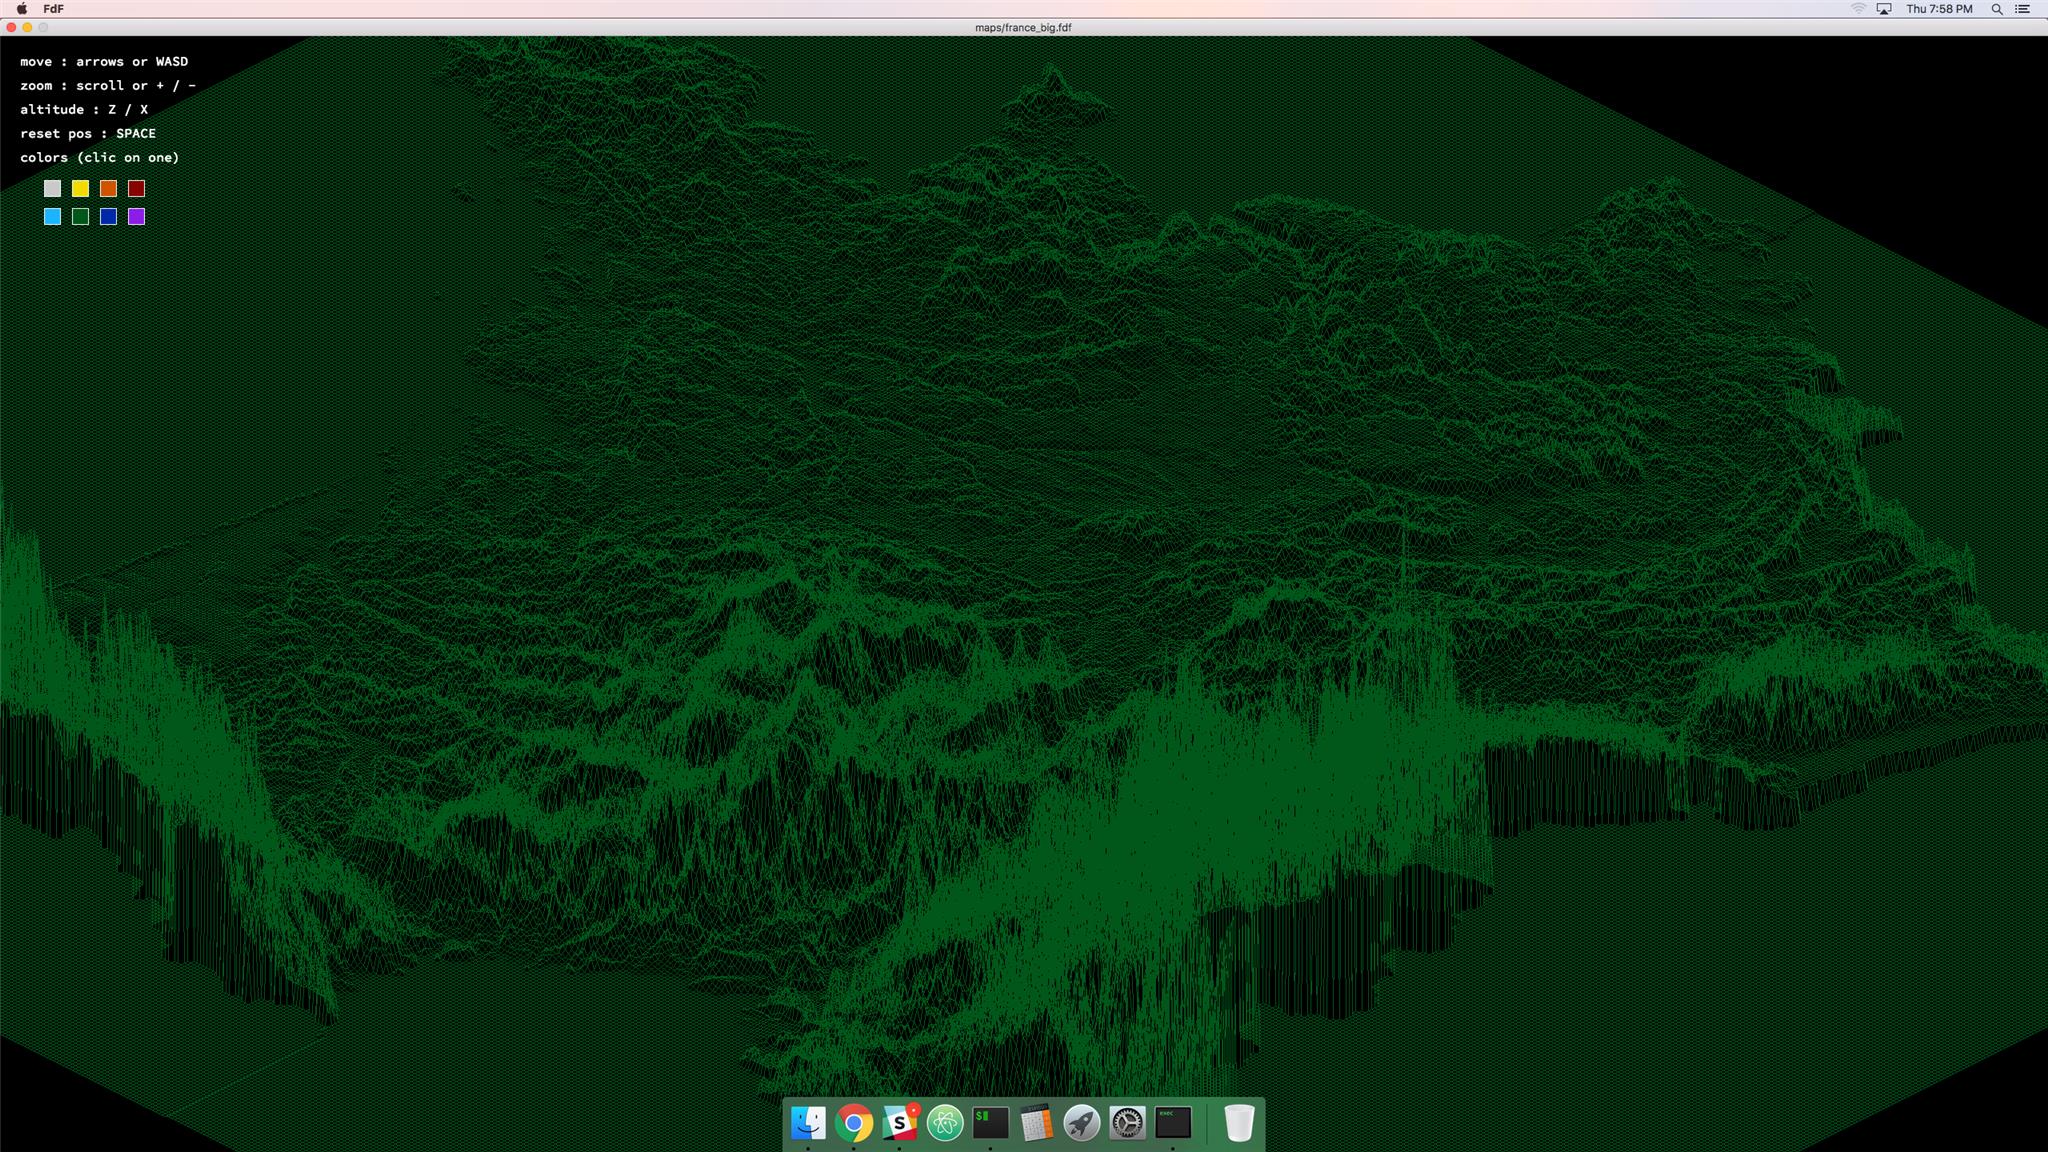 FdF
Thu 7:58 PM
maps/france_big.fdf
move : arrows or WASD
zoom : scroll or + / -
altitude : Z / X
reset pos : SPACE
colors (clic on one)
S
$
exec